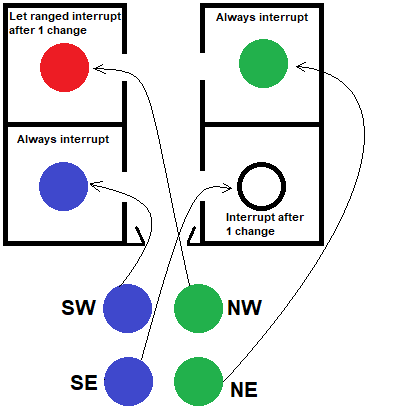 Let ranged interrupt
after 1 change
Always interrupt
Always interrupt
Interrupt after
1 change
SW
NW
SE
NE